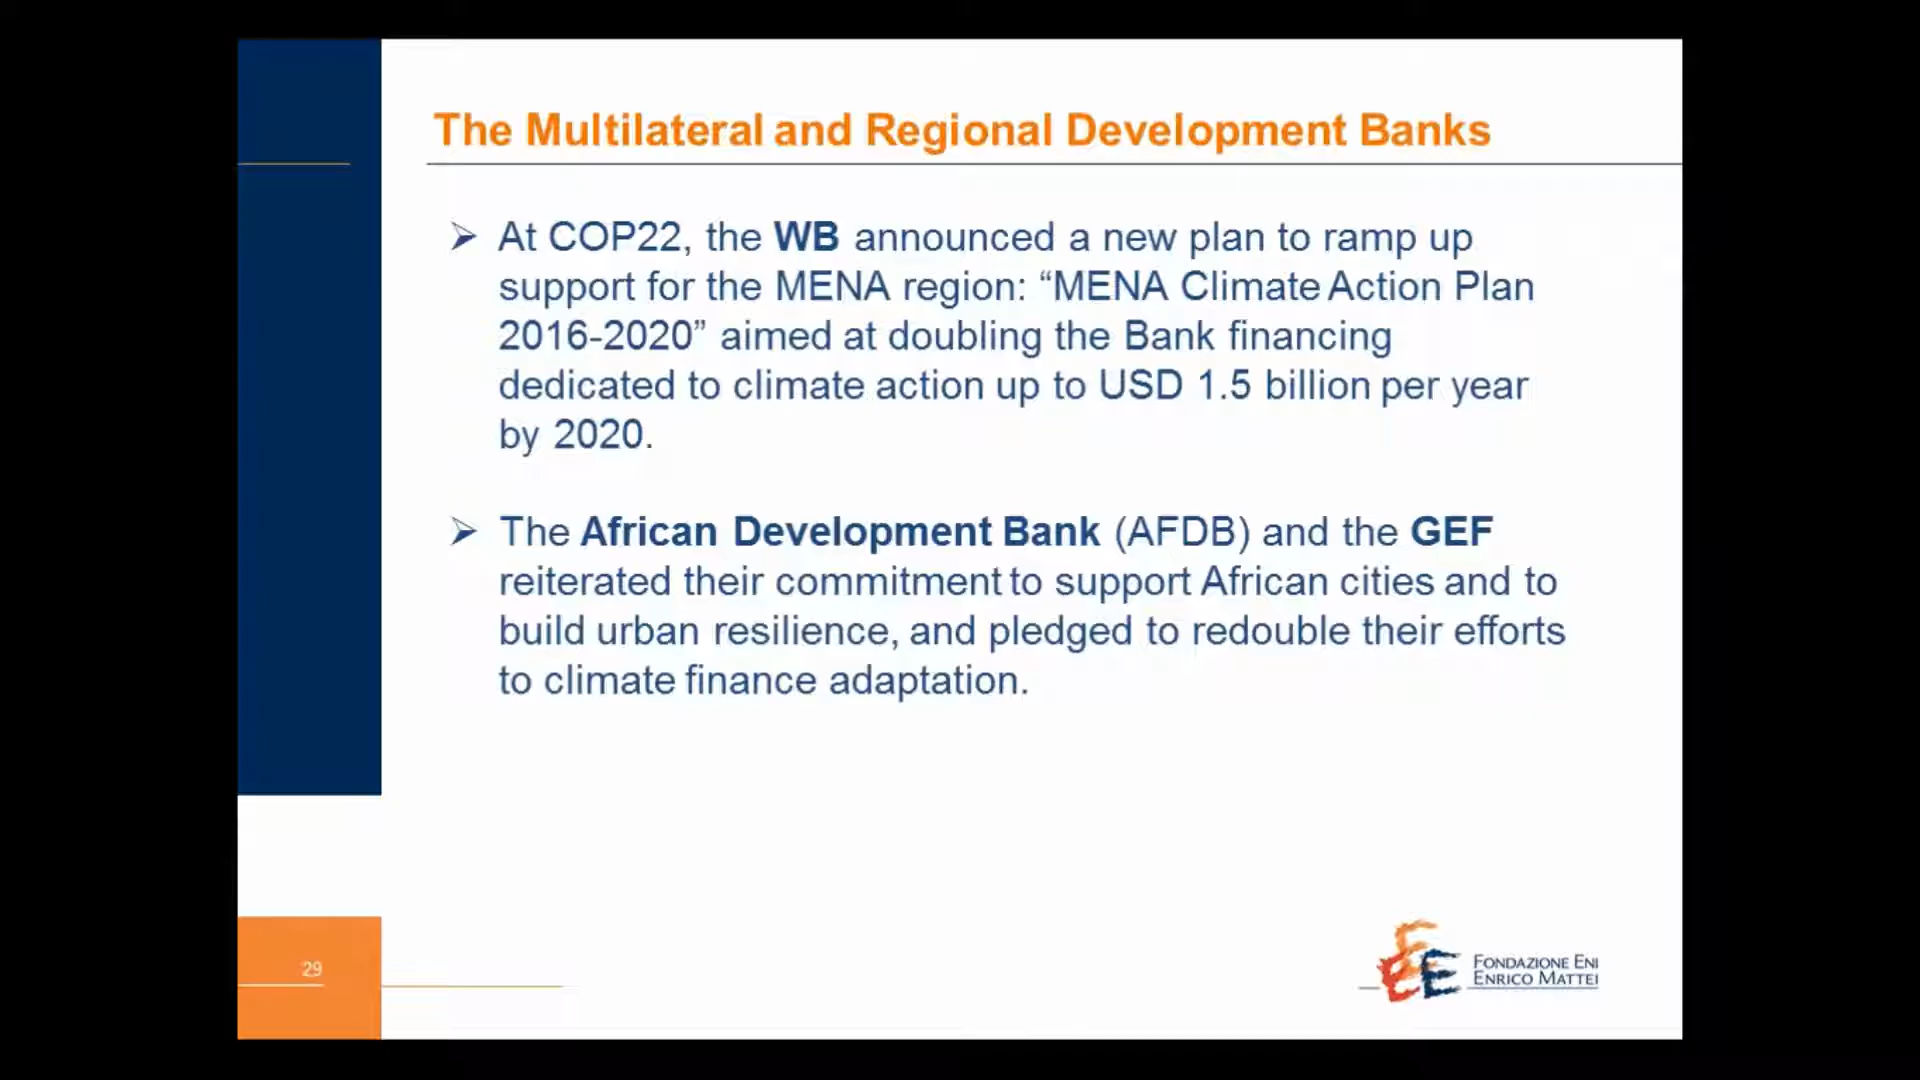 The Multilateral and Regional Development Banks
➢ At COP22, the WB announced a new plan to ramp up
support for the MENA region: “MENA Climate Action Plan
2016-2020” aimed at doubling the Bank financing
dedicated to climate action up to USD 1.5 billion per year
by 2020.
➢ The African Development Bank (AFDB) and the GEF
reiterated their commitment to support African cities and to
build urban resilience, and pledged to redouble their efforts
to climate finance adaptation.
29
FONDAZIONE ENI
ENRICO MATTEI